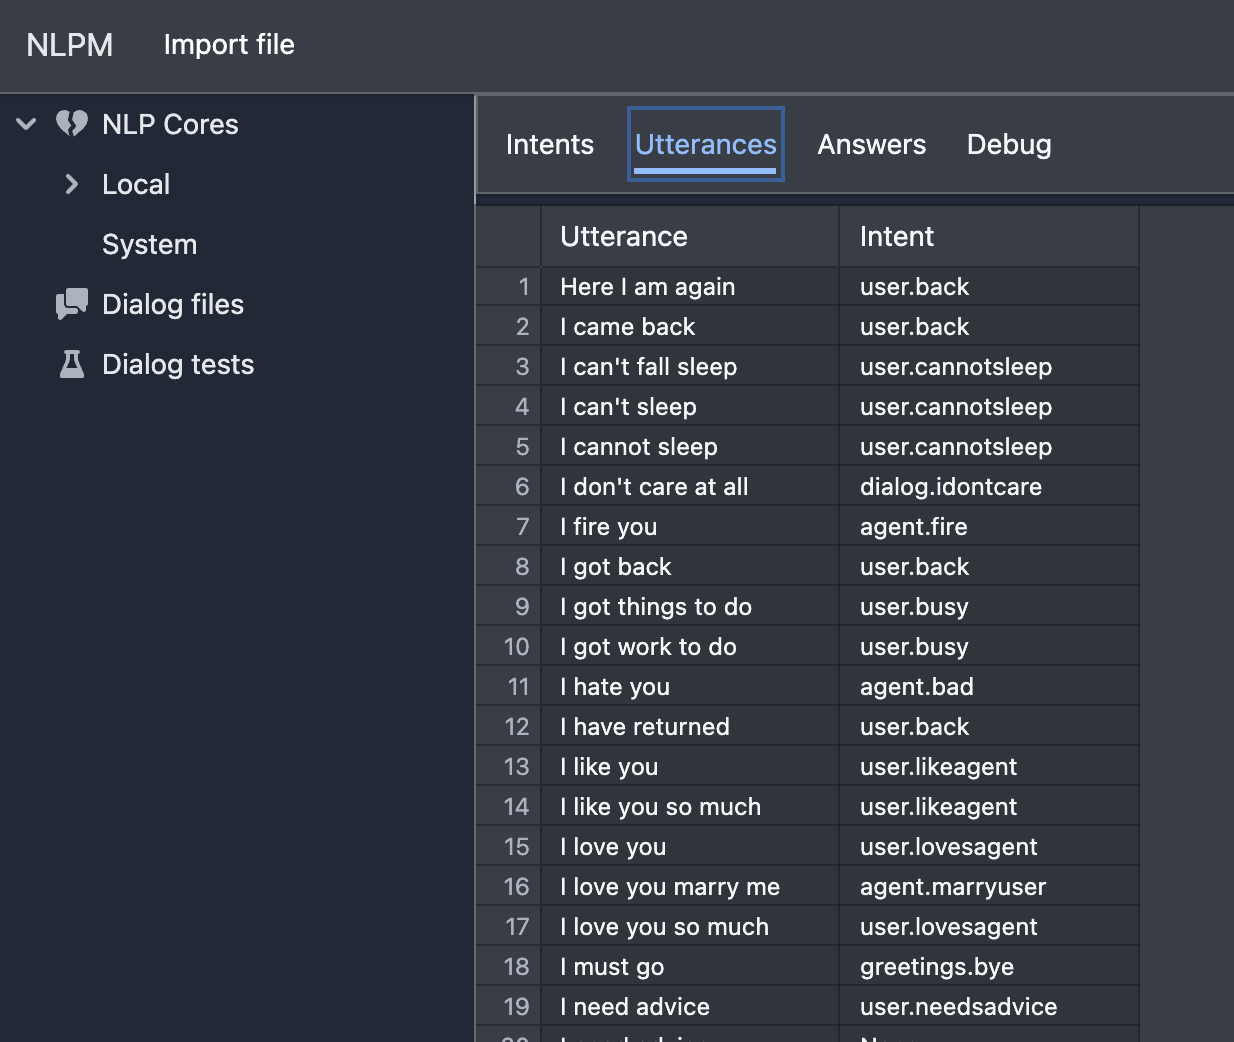 NLPM Import file
NLP Cores
Local
System
Dialog files
Dialog tests
Intents Utterances Answers Debug
Utterance Intent
1 Here I am again user.back
2 I came back user.back
3 I can't fall sleep user.cannotsleep
4 I can't sleep user.cannotsleep
5 I cannot sleep user.cannotsleep
6 I don't care at all dialog.idontcare
7 I fire you agent.fire
8 I got back user.back
9 I got things to do user.busy
10 I got work to do user.busy
11 I hate you agent.bad
12 I have returned user.back
13 I like you user.likeagent
14 I like you so much user.likeagent
15 I love you user.lovesagent
16 I love you marry me agent.marryuser
17 I love you so much user.lovesagent
18 I must go greetings.bye
19 I need advice user.needsadvice